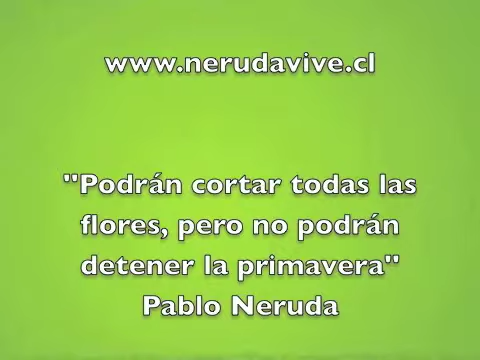 www.nerudavive.cl
"Podrán cortar todas las
flores, pero no podrán
detener la primavera"
Pablo Neruda